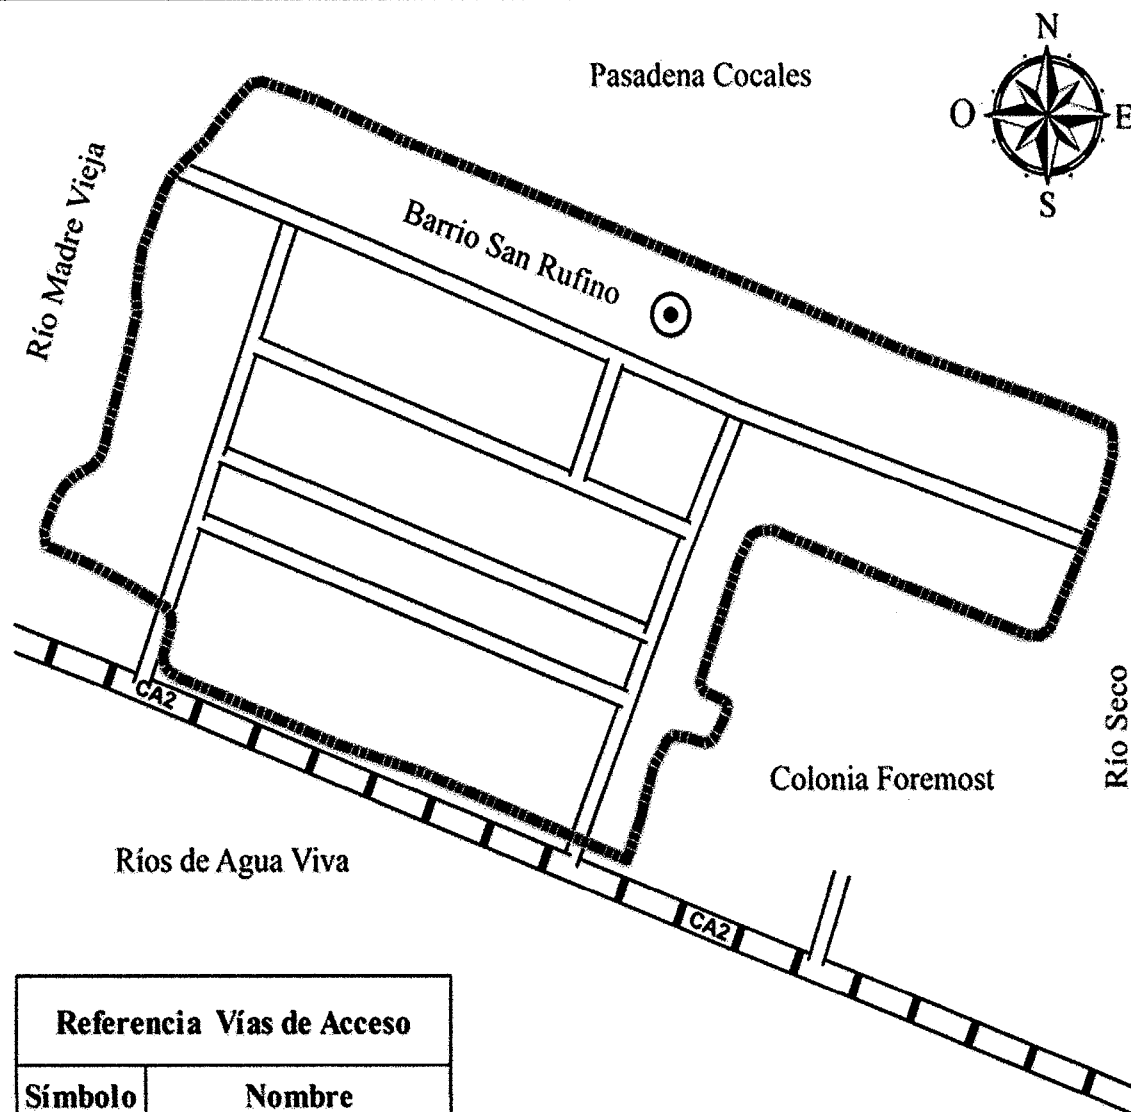 N
Pasadena Cocales
O
E
S
Río Madre Vieja
Barrio San Rufino
Río Seco
CA2
Colonia Foremost
Ríos de Agua Viva
CA2
Referencia Vías de Acceso
Símbolo
Nombre